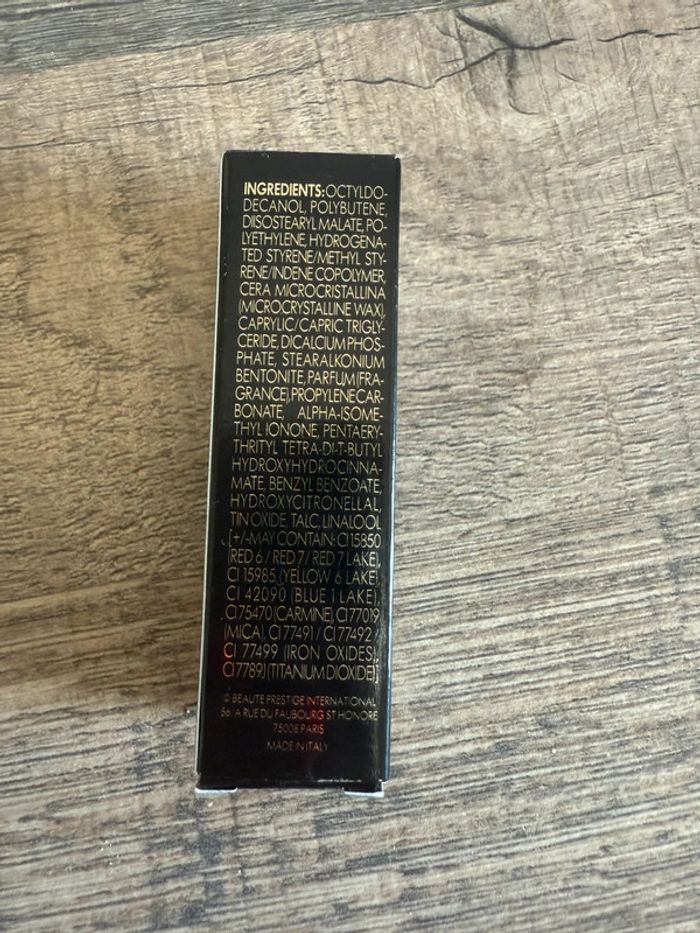 INGREDIENTS: OCTYLDO-
DECANOL, POLYBUTENE,
DIISOSTEARYL MALATE, PO-
LYETHYLENE, HYDROGENA-
TED STYRENE/METHYL STY-
RENE/INDENE COPOLYMER,
CERA MICROCRISTALLINA
(MICROCRYSTALLINE WAX),
CAPRYLIC/CAPRIC TRIGLY-
CERIDE, DICALCIUM PHOS-
PHATE, STEARALKONIUM
BENTONITE, PARFUM (FRA-
GRANCE), PROPYLENE CAR-
BONATE, ALPHA-ISOME-
THYL IONONE, PENTAERY-
THRITYL TETRA-DI-T-BUTYL
HYDROXYHYDROCINNA-
MATE, BENZYL BENZOATE,
HYDROXYCITRONELLAL,
TIN OXIDE TALC, LINALOOL
[+/-MAY CONTAIN: CI 15850
(RED 6 / RED 7/ RED 7 LAKE),
CI 15985 (YELLOW 6 LAKE),
CI 42090 (BLUE 1 LAKE),
CI 75470 (CARMINE), CI 77019
(MICA), CI 77491 / CI 77492 /
CI 77499 (IRON OXIDES),
CI 77891 (TITANIUM DIOXIDE)]
© BEAUTE PRESTIGE INTERNATIONAL
56/A RUE DU FAUBOURG ST HONORE
75008 PARIS
MADE IN ITALY